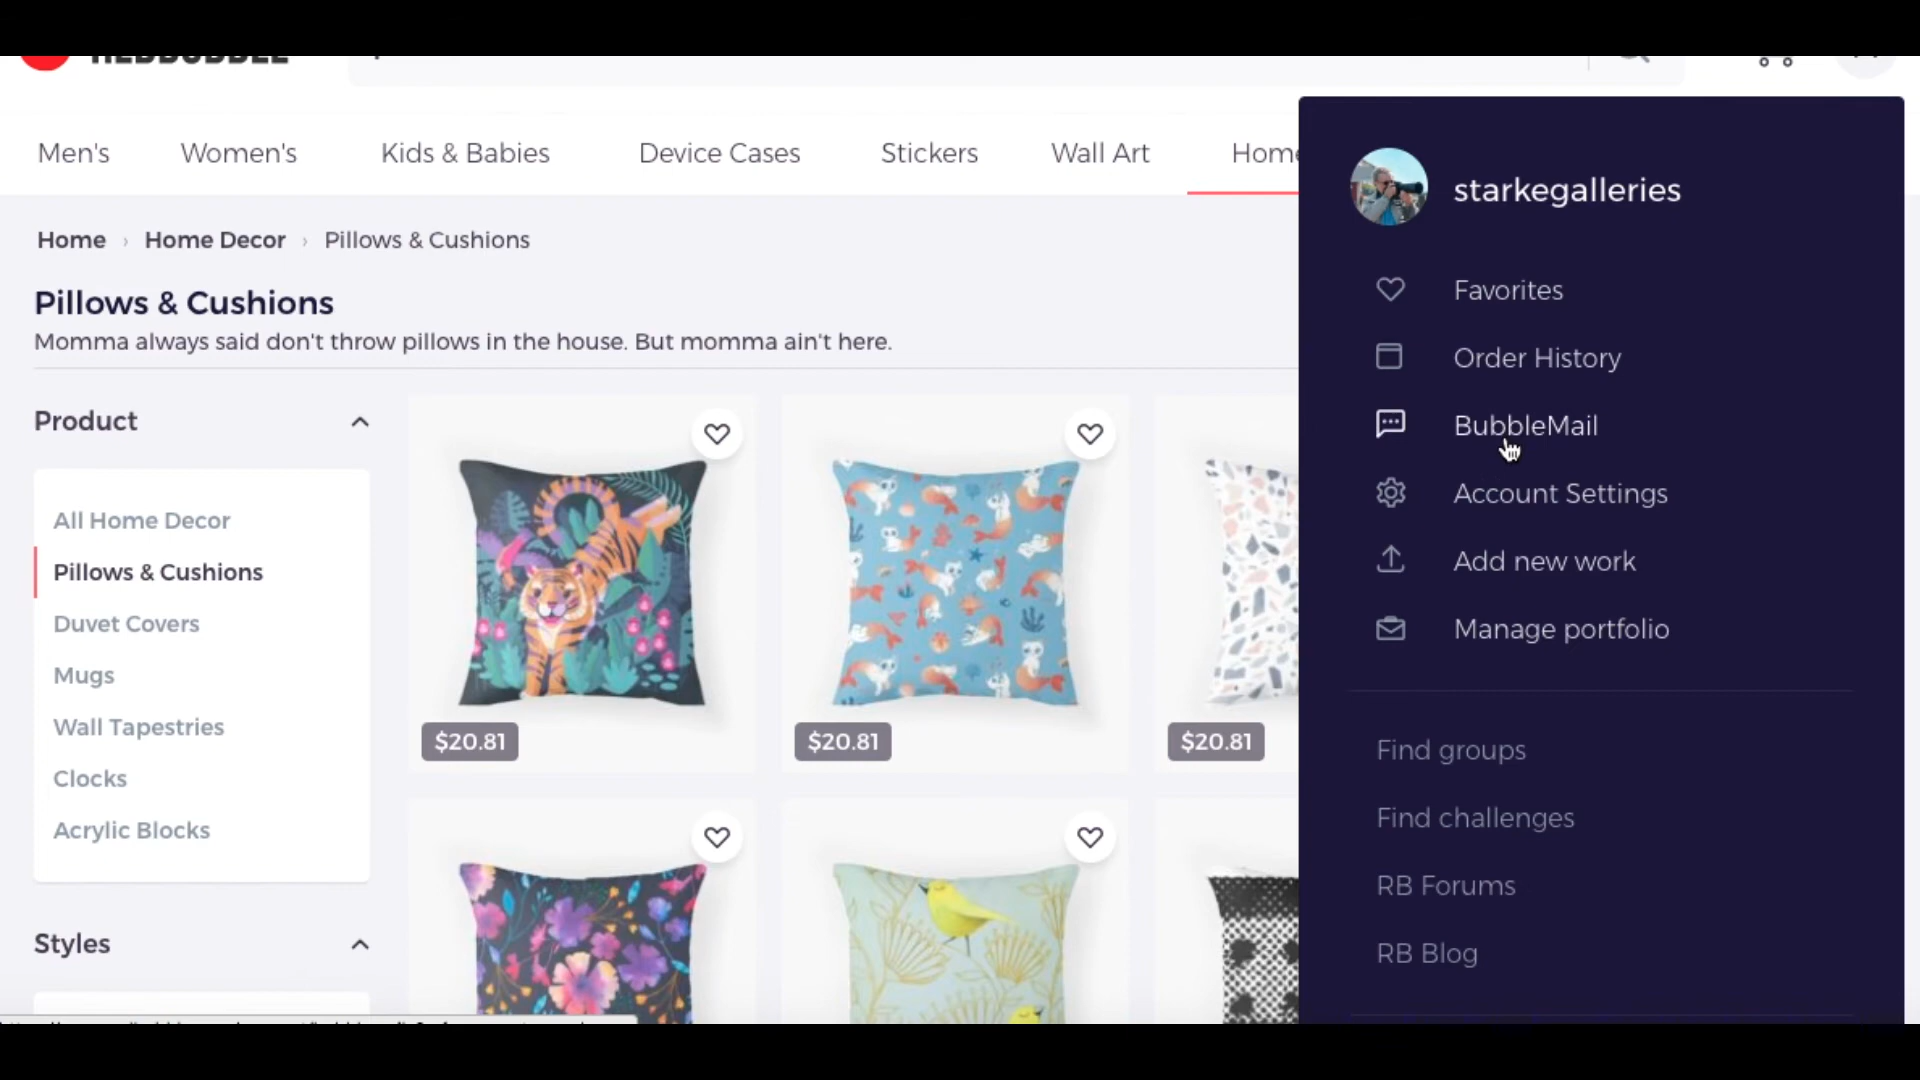 REDBUBBLE
Men's
Women's
Kids & Babies
Device Cases
Stickers
Wall Art
Home
Home › Home Decor › Pillows & Cushions
Pillows & Cushions
Momma always said don't throw pillows in the house. But momma ain't here.
Product
All Home Decor
Pillows & Cushions
Duvet Covers
Mugs
Wall Tapestries
Clocks
Acrylic Blocks
Styles
$20.81
$20.81
$20.81
starkegalleries
Favorites
Order History
BubbleMail
Account Settings
Add new work
Manage portfolio
Find groups
Find challenges
RB Forums
RB Blog